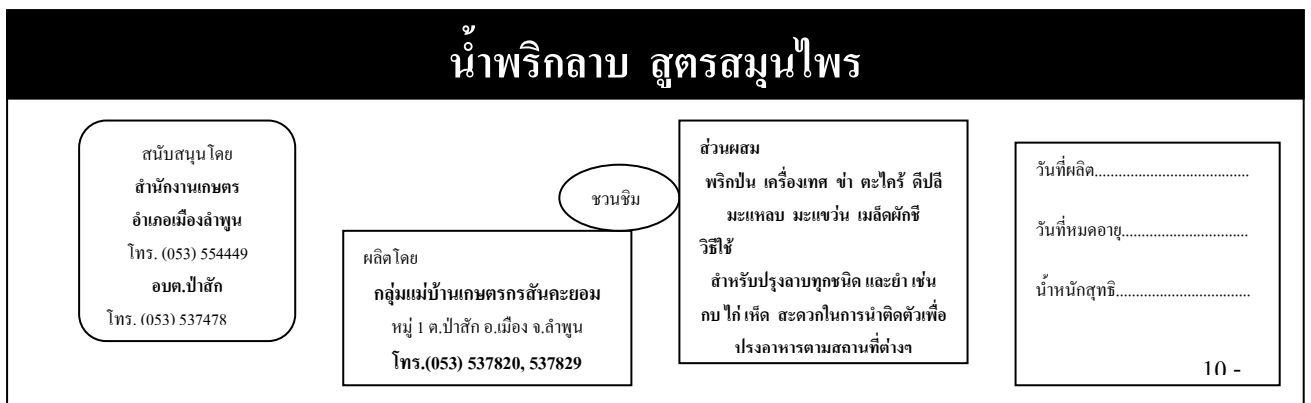 น้ำพริกลาบ สูตรสมุนไพร
สนับสนุนโดย
สำนักงานเกษตร
อำเภอเมืองลำพูน
โทร. (053) 554449
อบต.ป่าสัก
โทร. (053) 537478
ผลิตโดย
กลุ่มแม่บ้านเกษตรกรสันคะยอม
หมู่ 1 ต.ป่าสัก อ.เมือง จ.ลำพูน
โทร.(053) 537820, 537829
ชวนชิม
ส่วนผสม
พริกป่น เครื่องเทศ ข่า ตะไคร้ ดีปลี
มะแหลบ มะแขว่น เมล็ดผักชี
วิธีใช้
สำหรับปรุงลาบทุกชนิด และยำ เช่น
กบ ไก่ เห็ด สะดวกในการนำติดตัวเพื่อ
ปรุงอาหารตามสถานที่ต่างๆ
วันที่ผลิต.......................................
วันที่หมดอายุ................................
น้ำหนักสุทธิ..................................
10 -